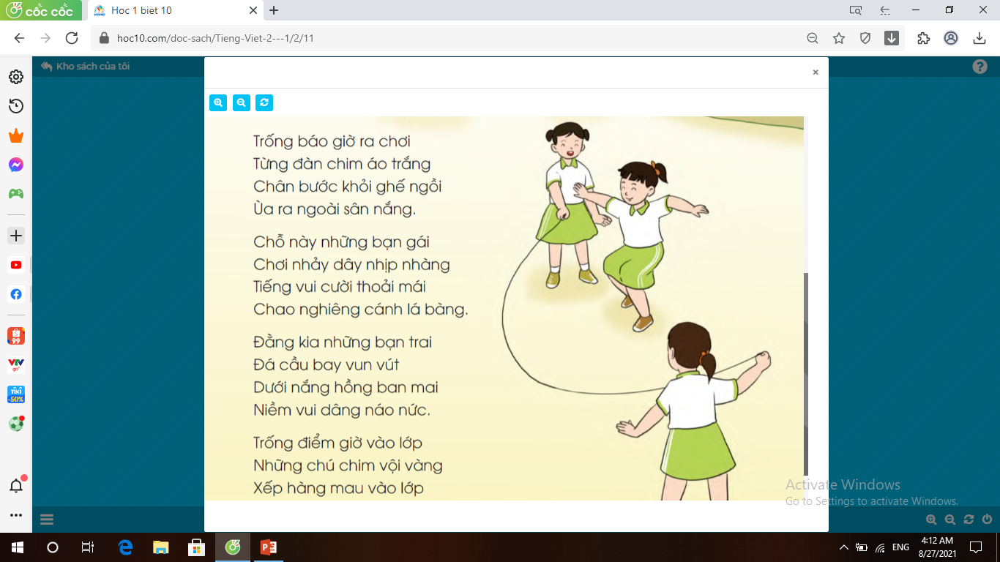 cốc cốc
Hoc 1 biet 10
hoc10.com/doc-sach/Tieng-Viet-2---1/2/11
Kho sách của tôi
Trống báo giờ ra chơi
Từng đàn chim áo trắng
Chân bước khỏi ghế ngồi
Ùa ra ngoài sân nắng.
Chỗ này những bạn gái
Chơi nhảy dây nhịp nhàng
Tiếng vui cười thoải mái
Chao nghiêng cánh lá bàng.
Đằng kia những bạn trai
Đá cầu bay vun vút
Dưới nắng hồng ban mai
Niềm vui dâng náo nức.
Trống điểm giờ vào lớp
Những chú chim vội vàng
Xếp hàng mau vào lớp
99
VTV
go
TIKI
-50%
Activate Windows
Go to Settings to activate Windows.
ENG
4:12 AM
8/27/2021